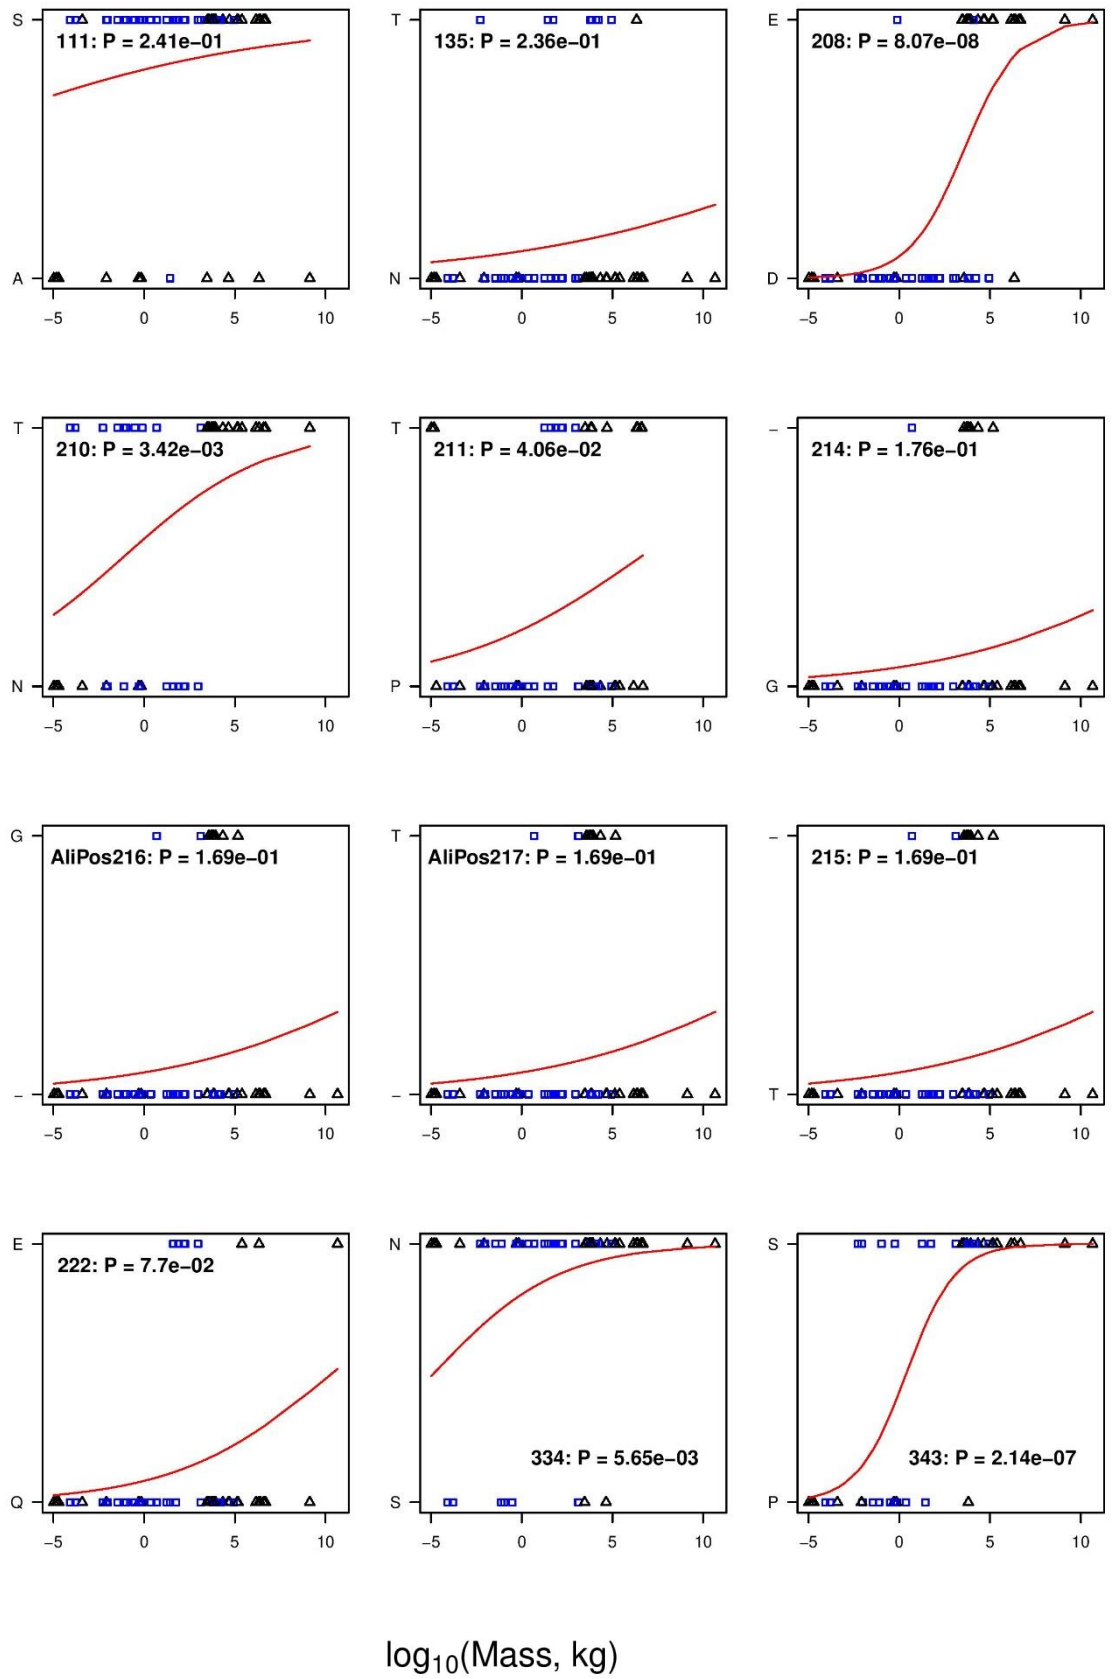 S
111: P = 2.41e−01
A
−5 0 5 10
T
135: P = 2.36e−01
N
−5 0 5 10
E
208: P = 8.07e−08
D
−5 0 5 10
T
210: P = 3.42e−03
N
−5 0 5 10
T
211: P = 4.06e−02
P
−5 0 5 10
−
214: P = 1.76e−01
G
−5 0 5 10
G
AliPos216: P = 1.69e−01
−
−5 0 5 10
T
AliPos217: P = 1.69e−01
−
−5 0 5 10
−
215: P = 1.69e−01
T
−5 0 5 10
E
222: P = 7.7e−02
Q
−5 0 5 10
N
334: P = 5.65e−03
S
−5 0 5 10
S
343: P = 2.14e−07
P
−5 0 5 10
log₁₀(Mass, kg)